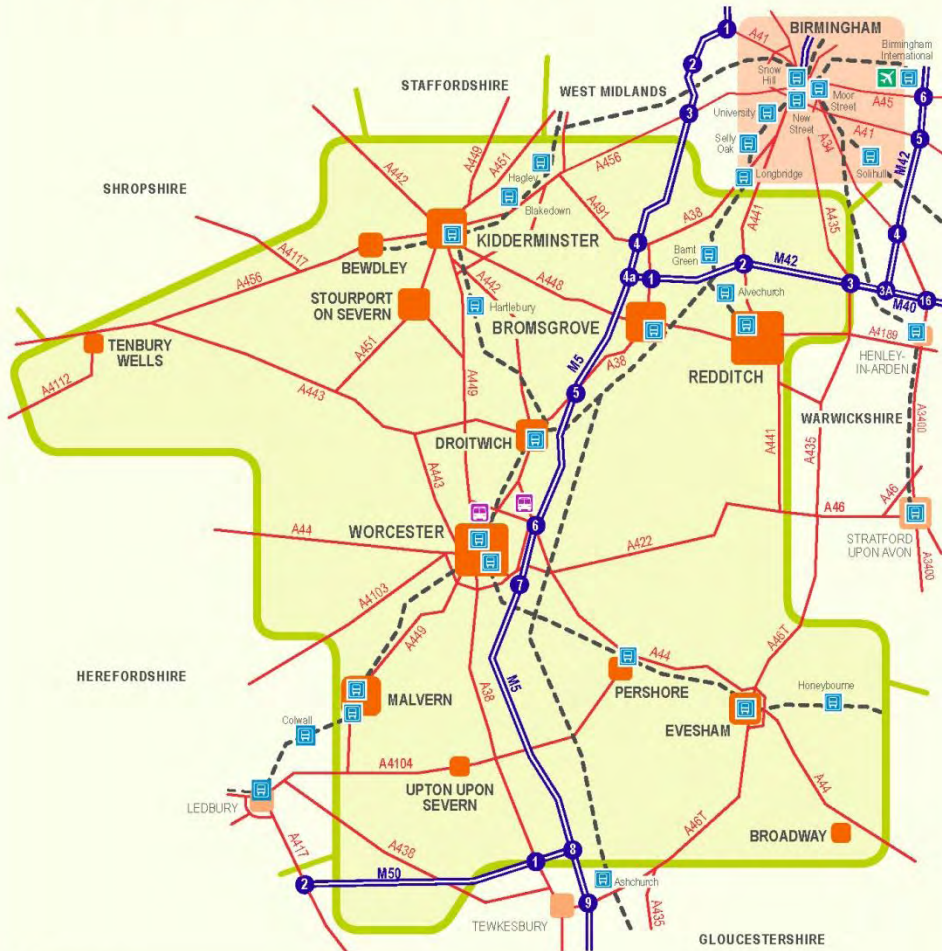 1
A41
BIRMINGHAM
Birmingham
International
2
Snow
Hill
STAFFORDSHIRE
WEST MIDLANDS
Moor
Street
6
A45
3
University
New
Street
A41
5
A449
A451
A456
Selly
Oak
A34
M42
A442
Hagley
Solihull
SHROPSHIRE
Longbridge
Blakedown
A491
A38
A441
A435
KIDDERMINSTER
4
4
A4117
BEWDLEY
Barnt
Green
A456
A442
A448
4a
1
2
M42
3
3A
M40
16
STOURPORT
ON SEVERN
Hartlebury
Alvechurch
BROMSGROVE
TENBURY
WELLS
A451
A38
M5
REDDITCH
A4189
HENLEY-
IN-ARDEN
A4112
A449
A443
5
A3400
WARWICKSHIRE
DROITWICH
A441
A435
A443
A46
WORCESTER
6
A46
STRATFORD
UPON AVON
A44
A422
A3400
7
A4103
A449
A46T
HEREFORDSHIRE
A38
M5
A44
PERSHORE
MALVERN
Honeybourne
EVESHAM
Colwall
A4104
UPTON UPON
SEVERN
A44
LEDBURY
A46T
BROADWAY
A417
A438
8
1
M50
2
Ashchurch
9
TEWKESBURY
A435
GLOUCESTERSHIRE